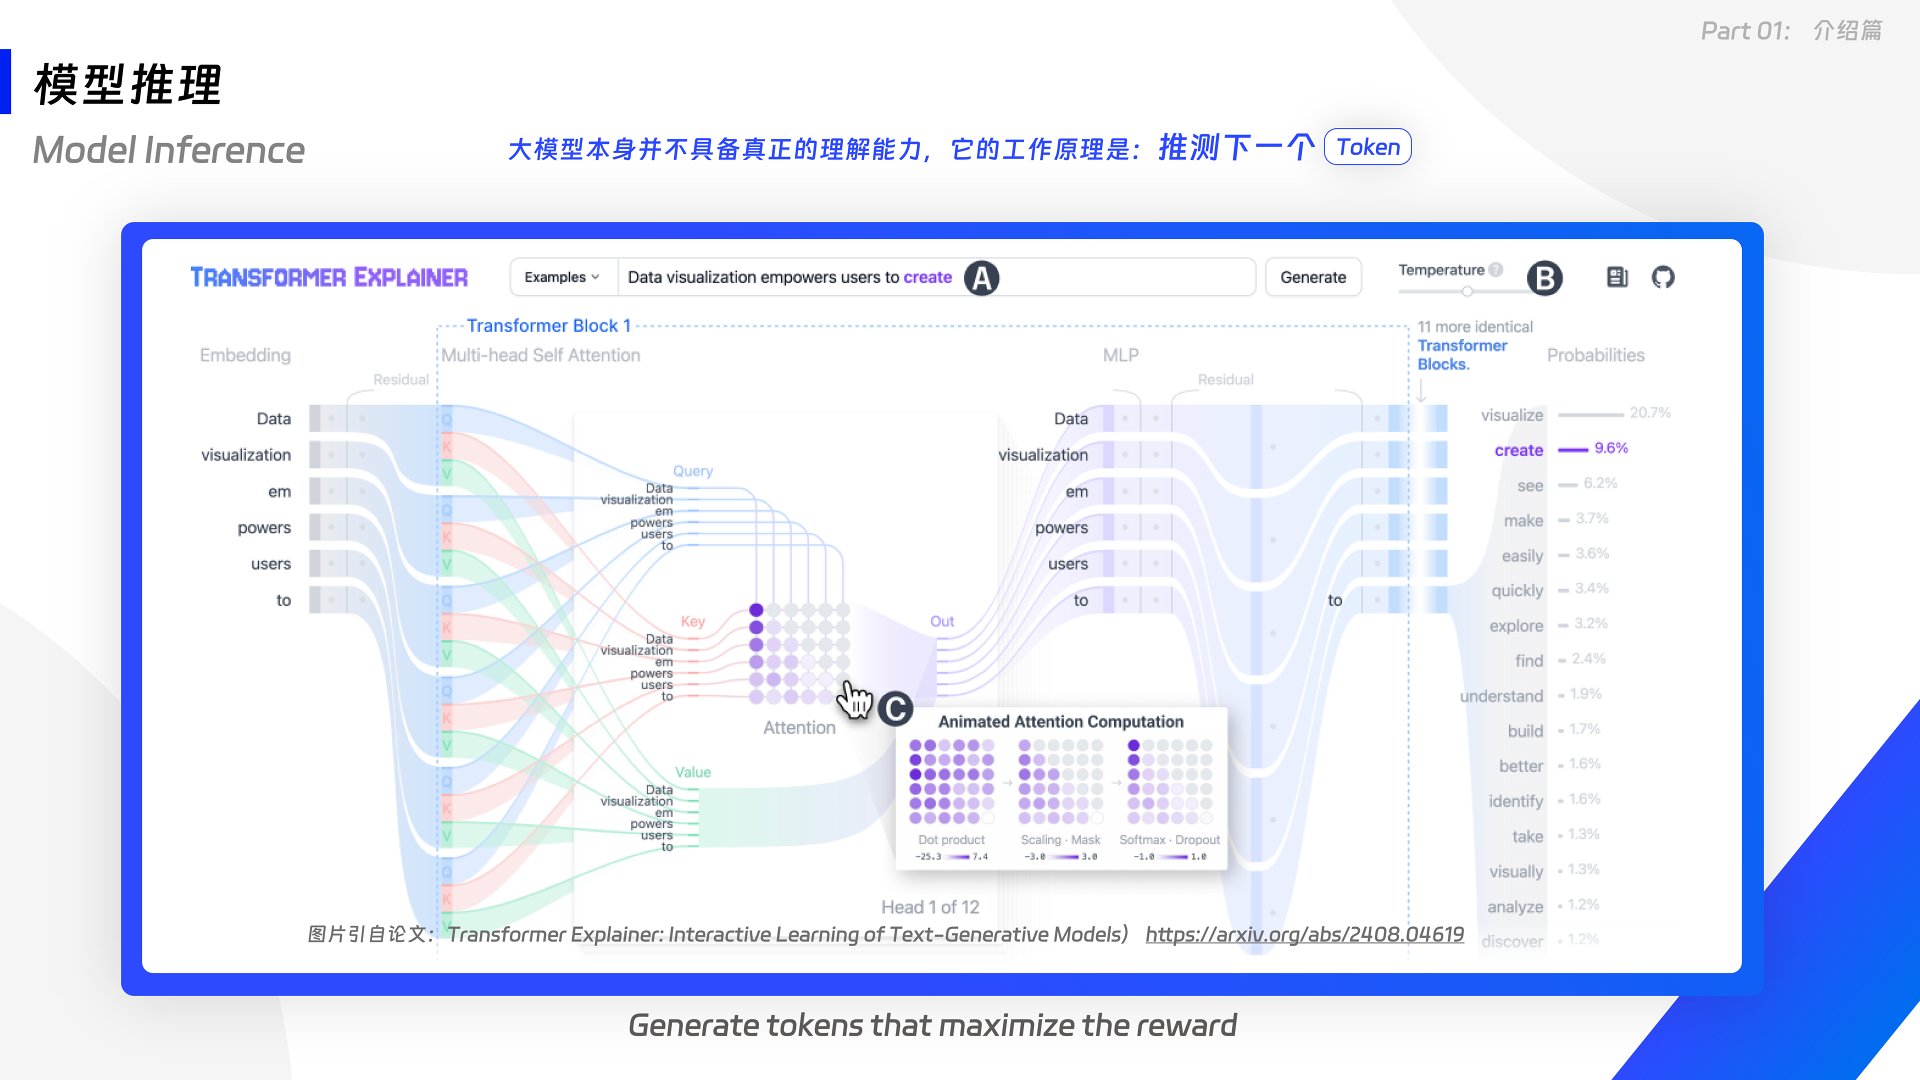 Part 01: 介绍篇
模型推理
Model Inference
大模型本身并不具备真正的理解能力，它的工作原理是：推测下一个 Token
TRANSFORMER EXPLAINER
Examples
Data visualization empowers users to create
A
Generate
Temperature ?
B
Transformer Block 1
11 more identical
Transformer
Blocks.
Embedding
Multi-head Self Attention
MLP
Probabilities
Residual
Residual
Data
visualization
em
powers
users
to
Q
K
V
Q
K
V
Q
K
V
Q
K
V
Q
K
V
Q
K
V
Query
Data
visualization
em
powers
users
to
Key
Data
visualization
em
powers
users
to
Attention
Value
Data
visualization
em
powers
users
to
Out
C
Animated Attention Computation
Dot product
-25.3 7.4
Scaling · Mask
-3.0 3.0
Softmax · Dropout
-1.0 1.0
Head 1 of 12
Data
visualization
em
powers
users
to
to
visualize 20.7%
create 9.6%
see 6.2%
make 3.7%
easily 3.6%
quickly 3.4%
explore 3.2%
find 2.4%
understand 1.9%
build 1.7%
better 1.6%
identify 1.6%
take 1.3%
visually 1.3%
analyze 1.2%
discover 1.2%
图片引自论文：Transformer Explainer: Interactive Learning of Text-Generative Models） https://arxiv.org/abs/2408.04619
Generate tokens that maximize the reward